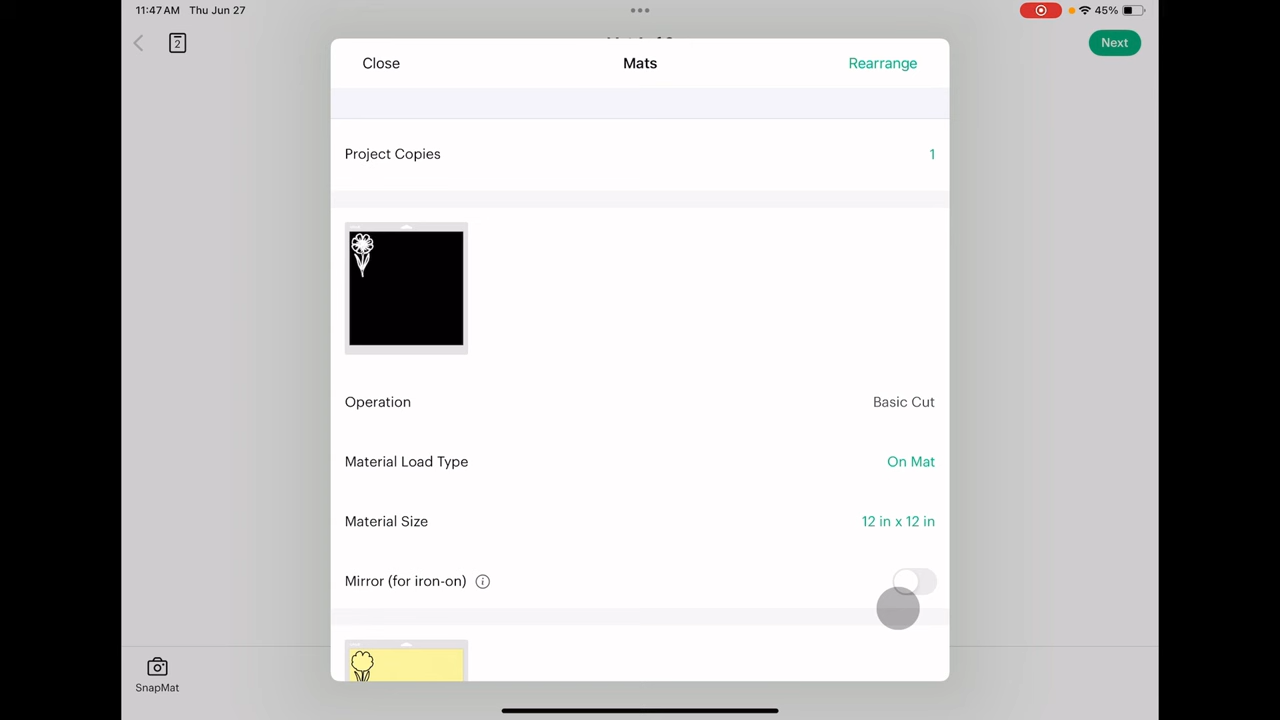 11:47 AM Thu Jun 27
45%
2
Next
Close
Mats
Rearrange
Project Copies
1
Operation
Basic Cut
Material Load Type
On Mat
Material Size
12 in x 12 in
Mirror (for iron-on)
SnapMat